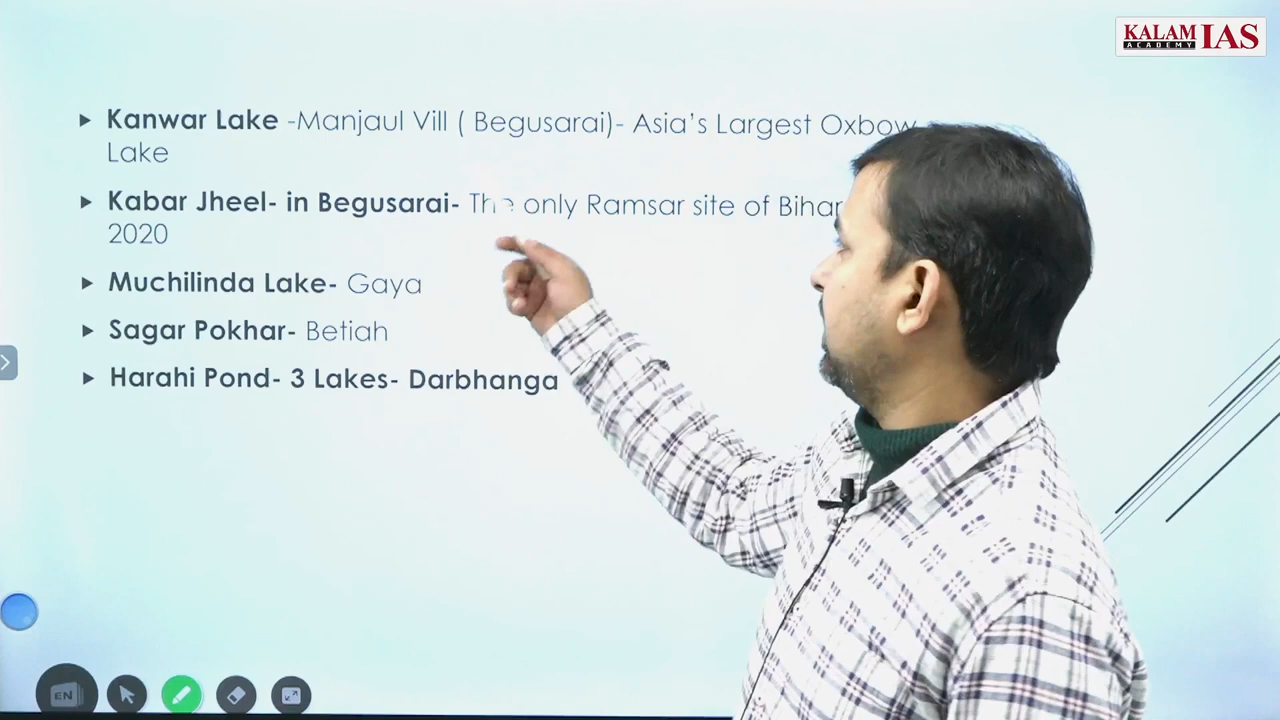 KALAM IAS
ACADEMY
Kanwar Lake -Manjaul Vill ( Begusarai)- Asia's Largest Oxbow
Lake
Kabar Jheel- in Begusarai- The only Ramsar site of Bihar
2020
Muchilinda Lake- Gaya
Sagar Pokhar- Betiah
Harahi Pond- 3 Lakes- Darbhanga
EN